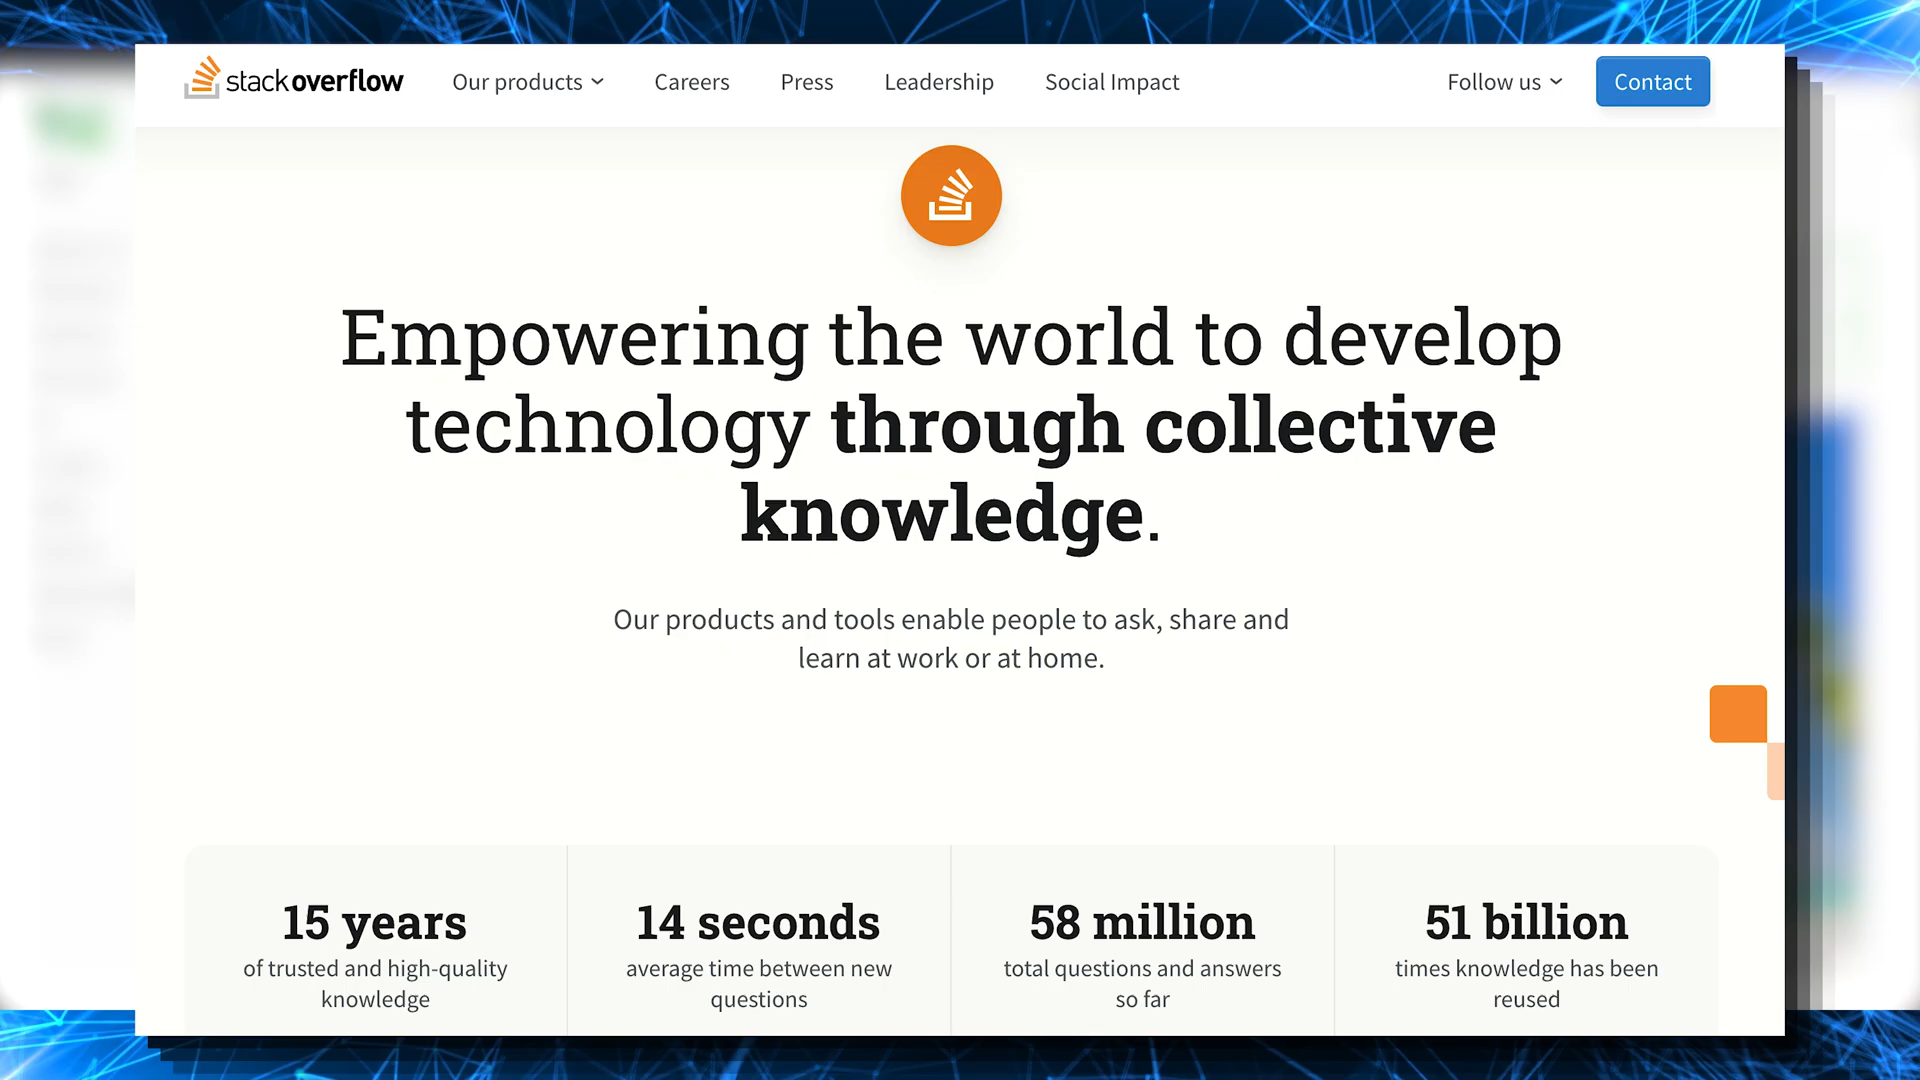 stackoverflow Our products Careers Press Leadership Social Impact Follow us Contact
Empowering the world to develop
technology through collective
knowledge.
Our products and tools enable people to ask, share and
learn at work or at home.
15 years
of trusted and high-quality
knowledge
14 seconds
average time between new
questions
58 million
total questions and answers
so far
51 billion
times knowledge has been
reused